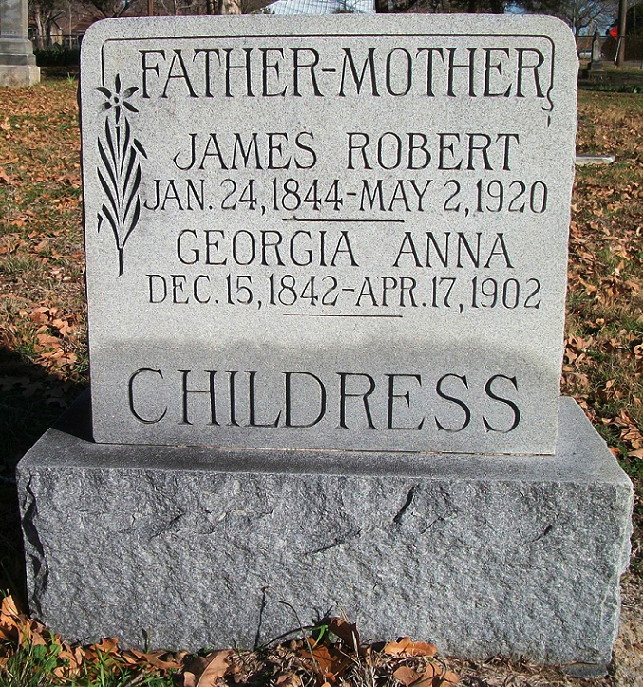 FATHER-MOTHER
JAMES ROBERT
JAN. 24, 1844-MAY 2, 1920
GEORGIA ANNA
DEC. 15, 1842-APR. 17, 1902
CHILDRESS